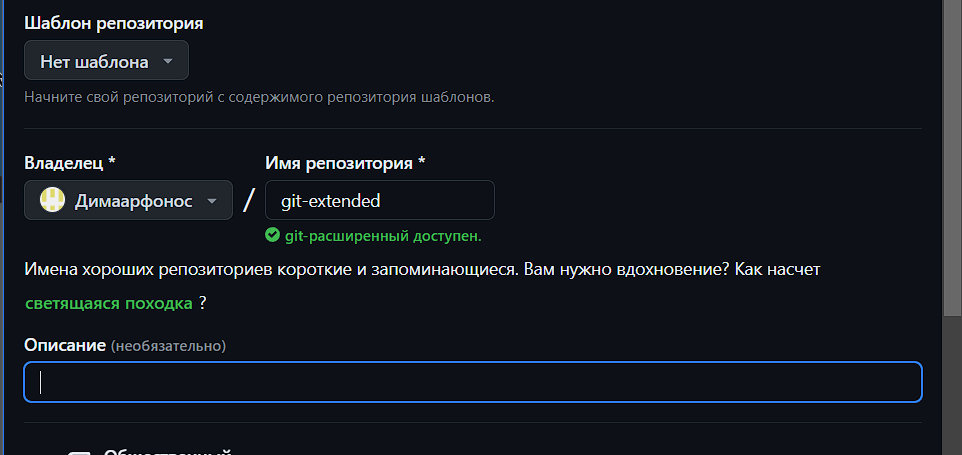 Шаблон репозитория
Нет шаблона
Начните свой репозиторий с содержимого репозитория шаблонов.
Владелец *
Имя репозитория *
Димаарфонос / git-extended
git-расширенный доступен.
Имена хороших репозиториев короткие и запоминающиеся. Вам нужно вдохновение? Как насчет
светящаяся походка ?
Описание (необязательно)
Общественный